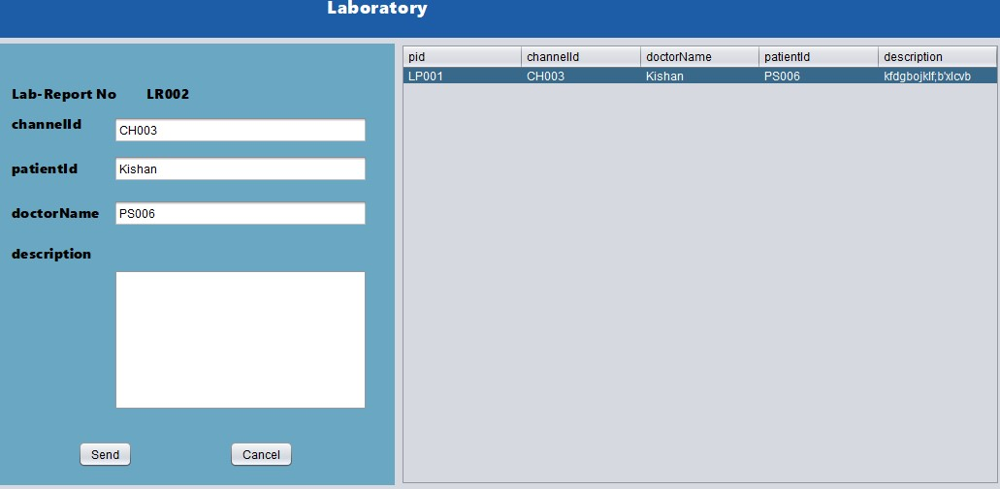 Laboratory
Lab-Report No LR002
channelId CH003
patientId Kishan
doctorName PS006
description
Send Cancel
pid channelId doctorName patientId description
LP001 CH003 Kishan PS006 kfdgbojklf;b'xlcvb